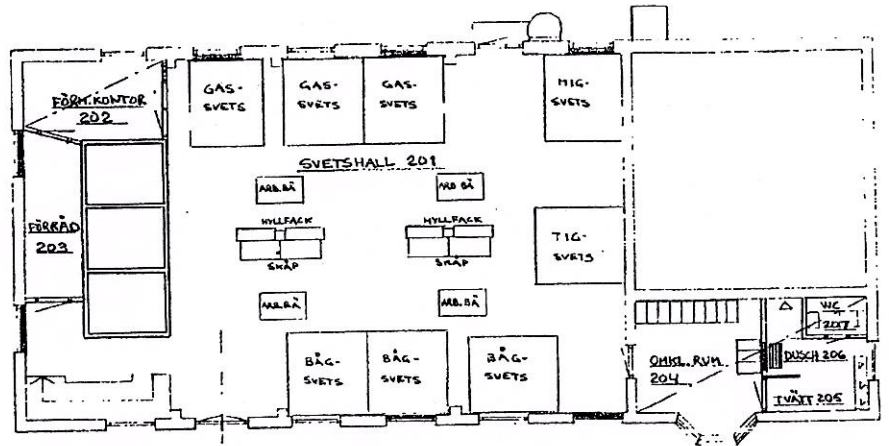 FÖRM.KONTOR
202
GAS-
SVETS
GAS-
SVETS
GAS-
SVETS
MIG-
SVETS
SVETSHALL 201
ARB.BÄ
ARB.BÄ
HYLLFACK
HYLLFACK
SKÅP
SKÅP
FÖRRÅD
203
TIG-
SVETS
ARB.BÄ
ARB.BÄ
BÅG-
SVETS
BÅG-
SVETS
BÅG-
SVETS
OMKL.RUM
204
WC
207
DUSCH 206
TVÄTT 205